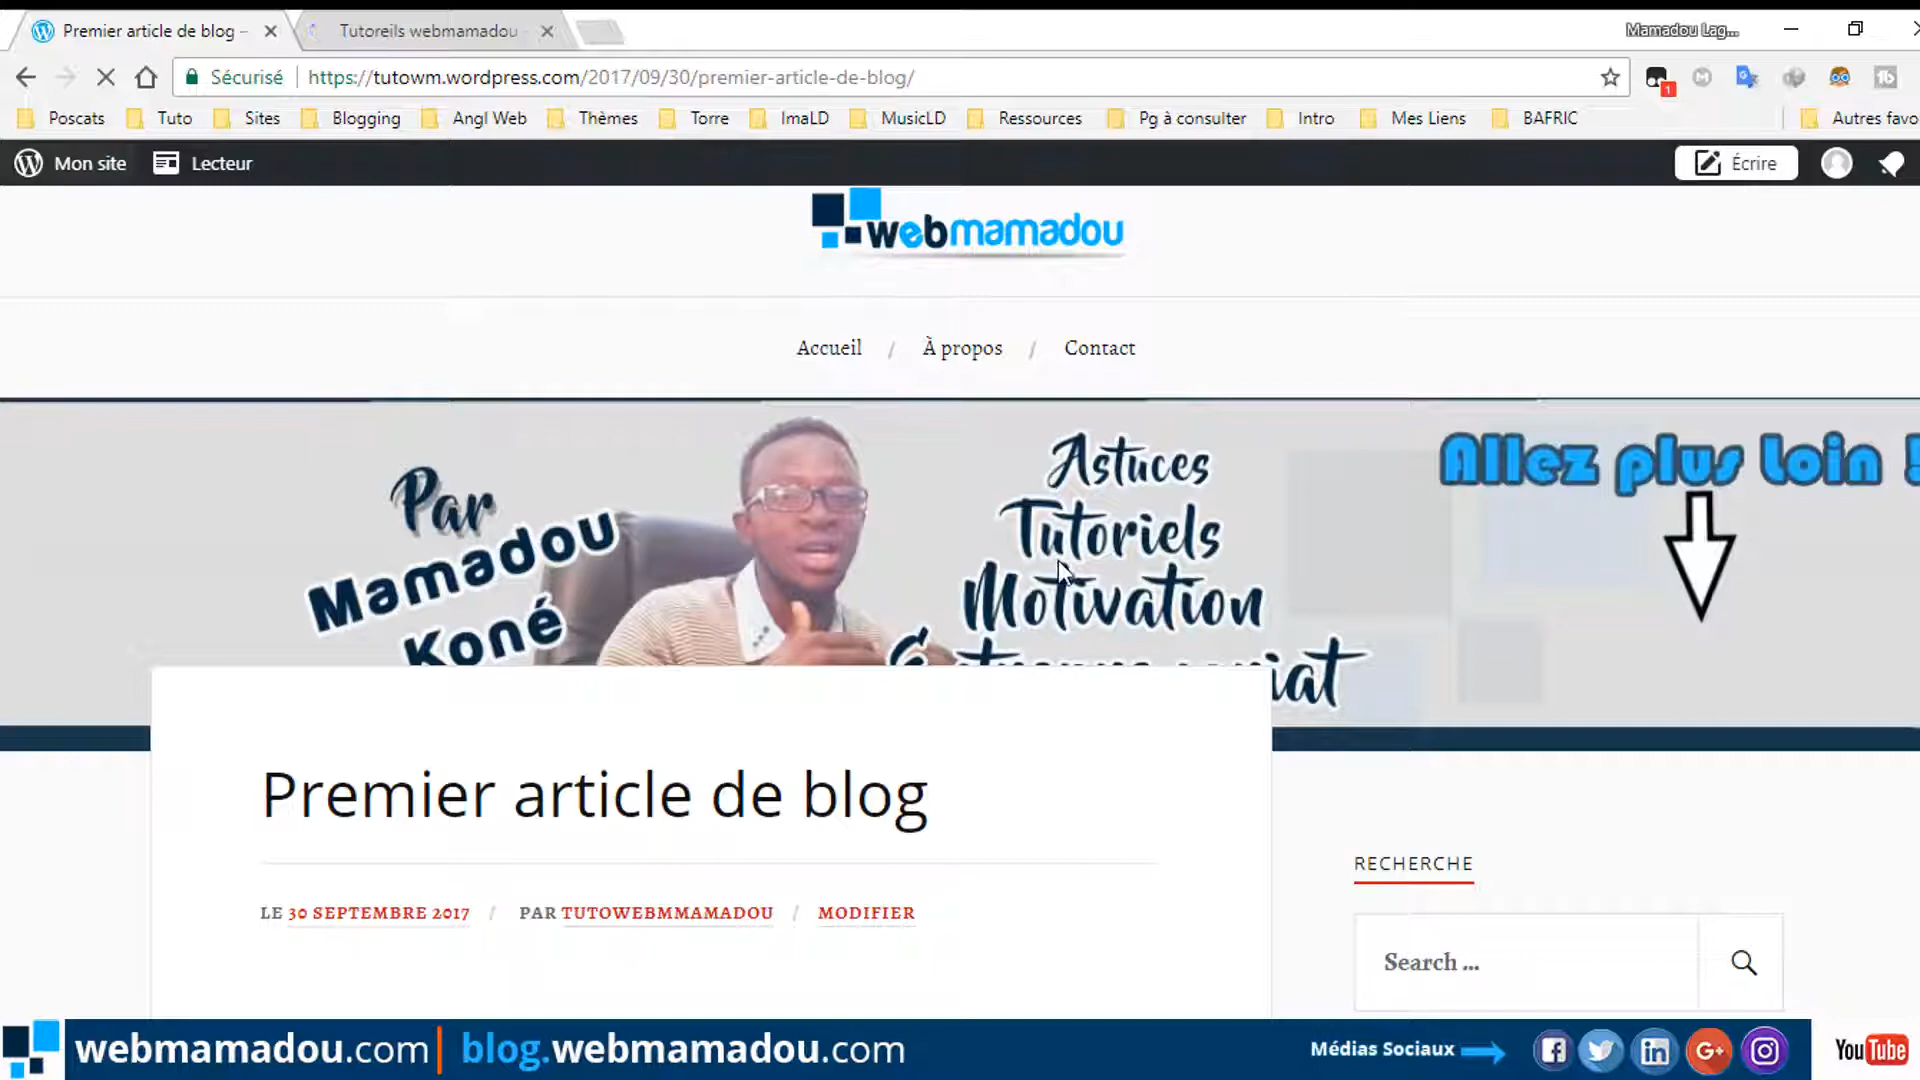 Premier article de blog –
Tutoreils webmamadou
Mamadou Lag...
Sécurisé
https://tutowm.wordpress.com/2017/09/30/premier-article-de-blog/
1
Poscats
Tuto
Sites
Blogging
Angl Web
Thèmes
Torre
ImaLD
MusicLD
Ressources
Pg à consulter
Intro
Mes Liens
BAFRIC
Autres favo
Mon site
Lecteur
Écrire
webmamadou
Accueil / À propos / Contact
Par
Mamadou
Koné
Astuces
Tutoriels
Motivation
Allez plus loin !
Premier article de blog
LE 30 SEPTEMBRE 2017 / PAR TUTOWEBMMAMADOU / MODIFIER
RECHERCHE
Search ...
webmamadou.com | blog.webmamadou.com
Médias Sociaux
G+
YouTube